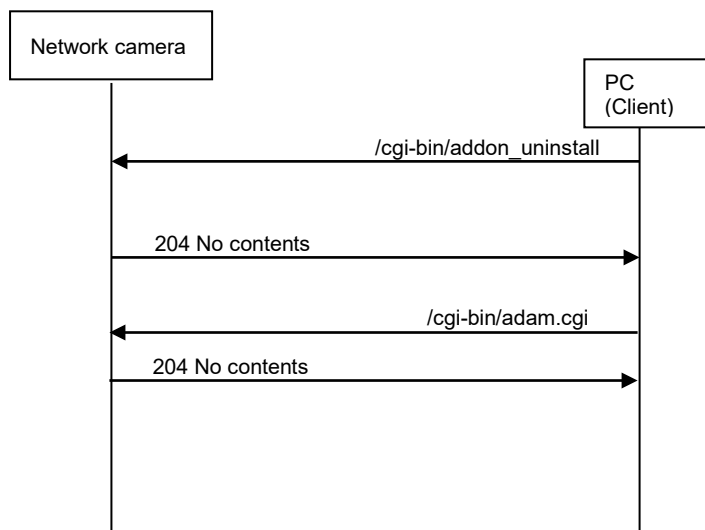 Network camera
PC
(Client)
/cgi-bin/addon_uninstall
204 No contents
/cgi-bin/adam.cgi
204 No contents